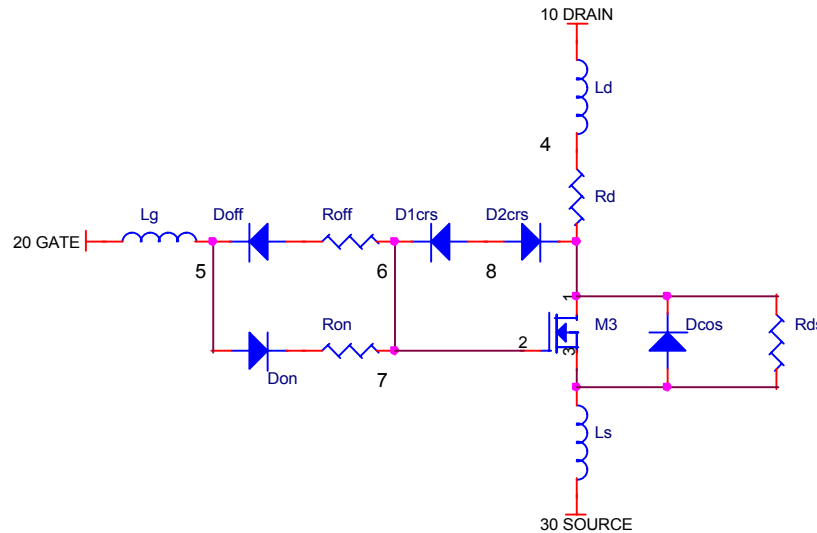 10 DRAIN
Ld
4
Rd
Lg
Doff
Roff
D1crs
D2crs
20 GATE
5
6
8
1
Ron
2
M3
Dcos
Rds
3
Don
7
Ls
30 SOURCE